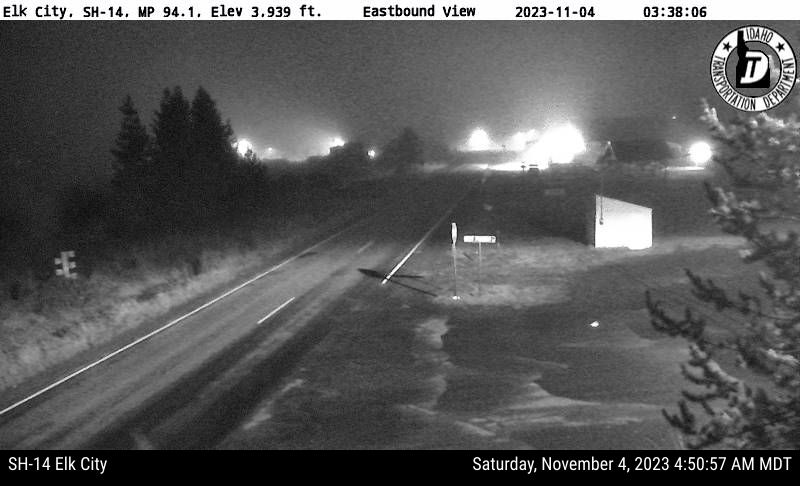 Elk City, SH-14, MP 94.1, Elev 3,939 ft. Eastbound View 2023-11-04 03:38:06
IDAHO
TRANSPORTATION DEPARTMENT
SH-14 Elk City Saturday, November 4, 2023 4:50:57 AM MDT